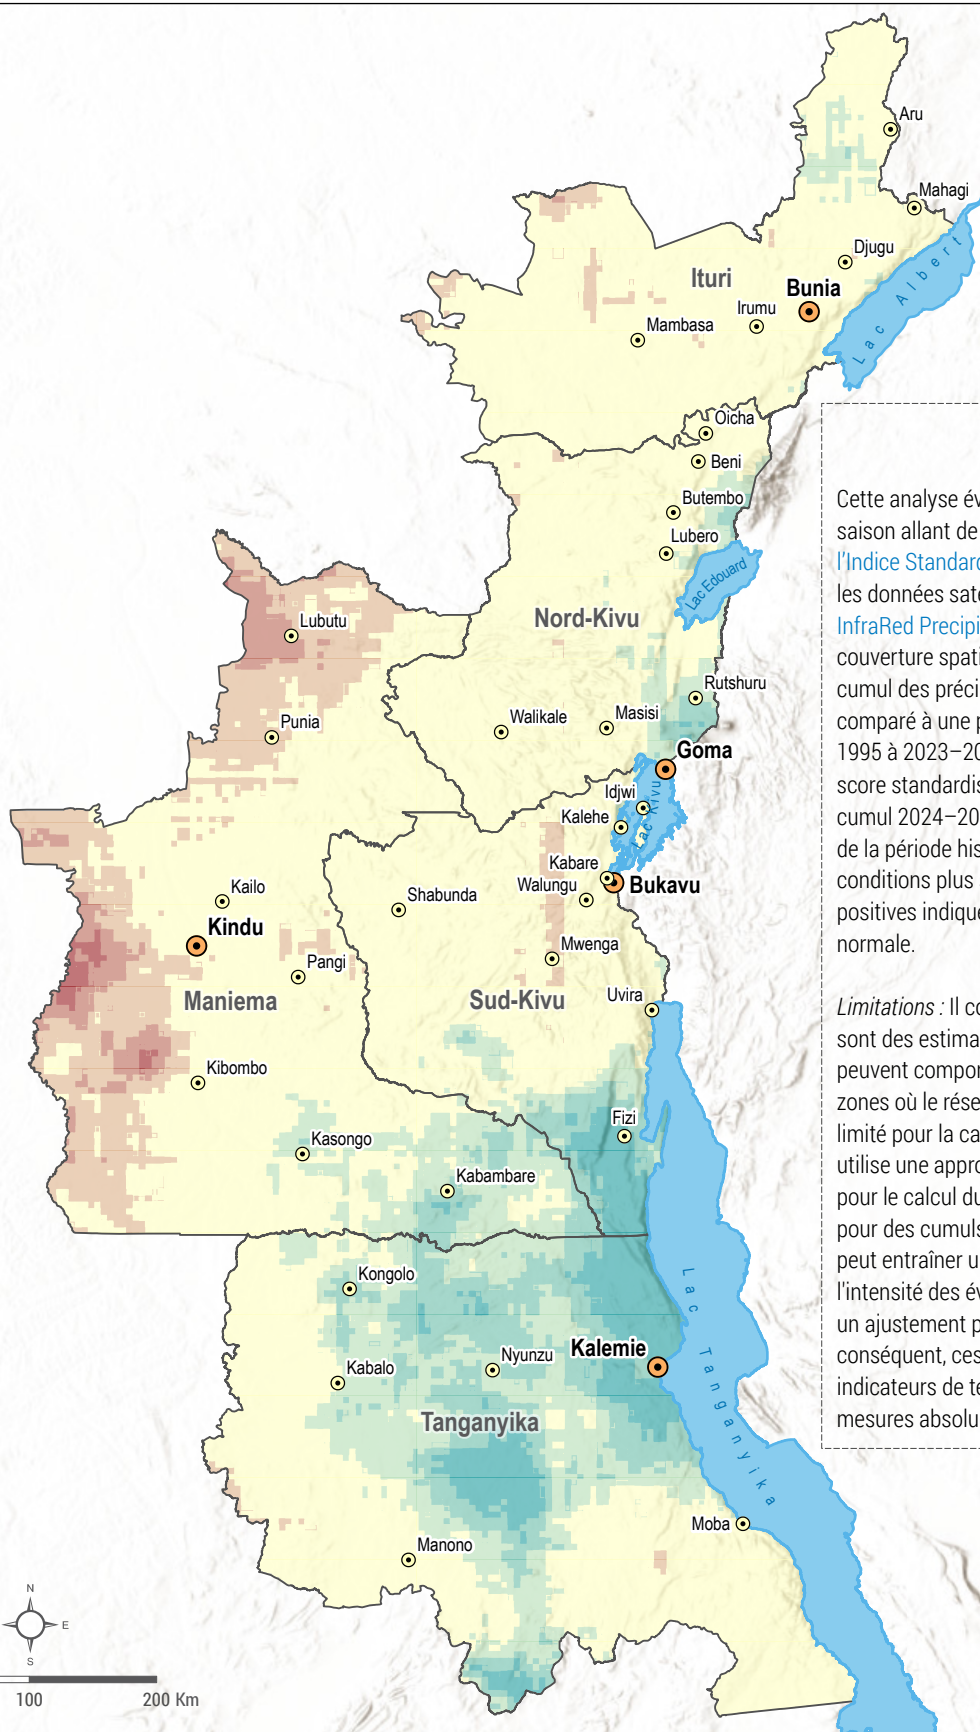 Aru
Mahagi
Djugu
Lac Albert
Ituri
Bunia
Irumu
Mambasa
Oicha
Beni
Butembo
Lubero
Lac Edouard
Nord-Kivu
Lubutu
Rutshuru
Walikale
Masisi
Punia
Goma
Idjwi
Lac Kivu
Kalehe
Kabare
Walungu
Bukavu
Kailo
Shabunda
Kindu
Mwenga
Pangi
Maniema
Sud-Kivu
Uvira
Kibombo
Fizi
Kasongo
Kabambare
Kongolo
Lac Tanganyika
Kalemie
Nyunzu
Kabalo
Tanganyika
Moba
Manono
N
E
S
100
200 Km
Cette analyse év
saison allant de
l'Indice Standard
les données sate
InfraRed Precipi
couverture spati
cumul des préci
comparé à une p
1995 à 2023–20
score standardis
cumul 2024–20
de la période his
conditions plus
positives indique
normale.
Limitations : Il co
sont des estima
peuvent compor
zones où le rése
limité pour la ca
utilise une appro
pour le calcul du
pour des cumuls
peut entraîner u
l'intensité des év
un ajustement p
conséquent, ces
indicateurs de te
mesures absolu